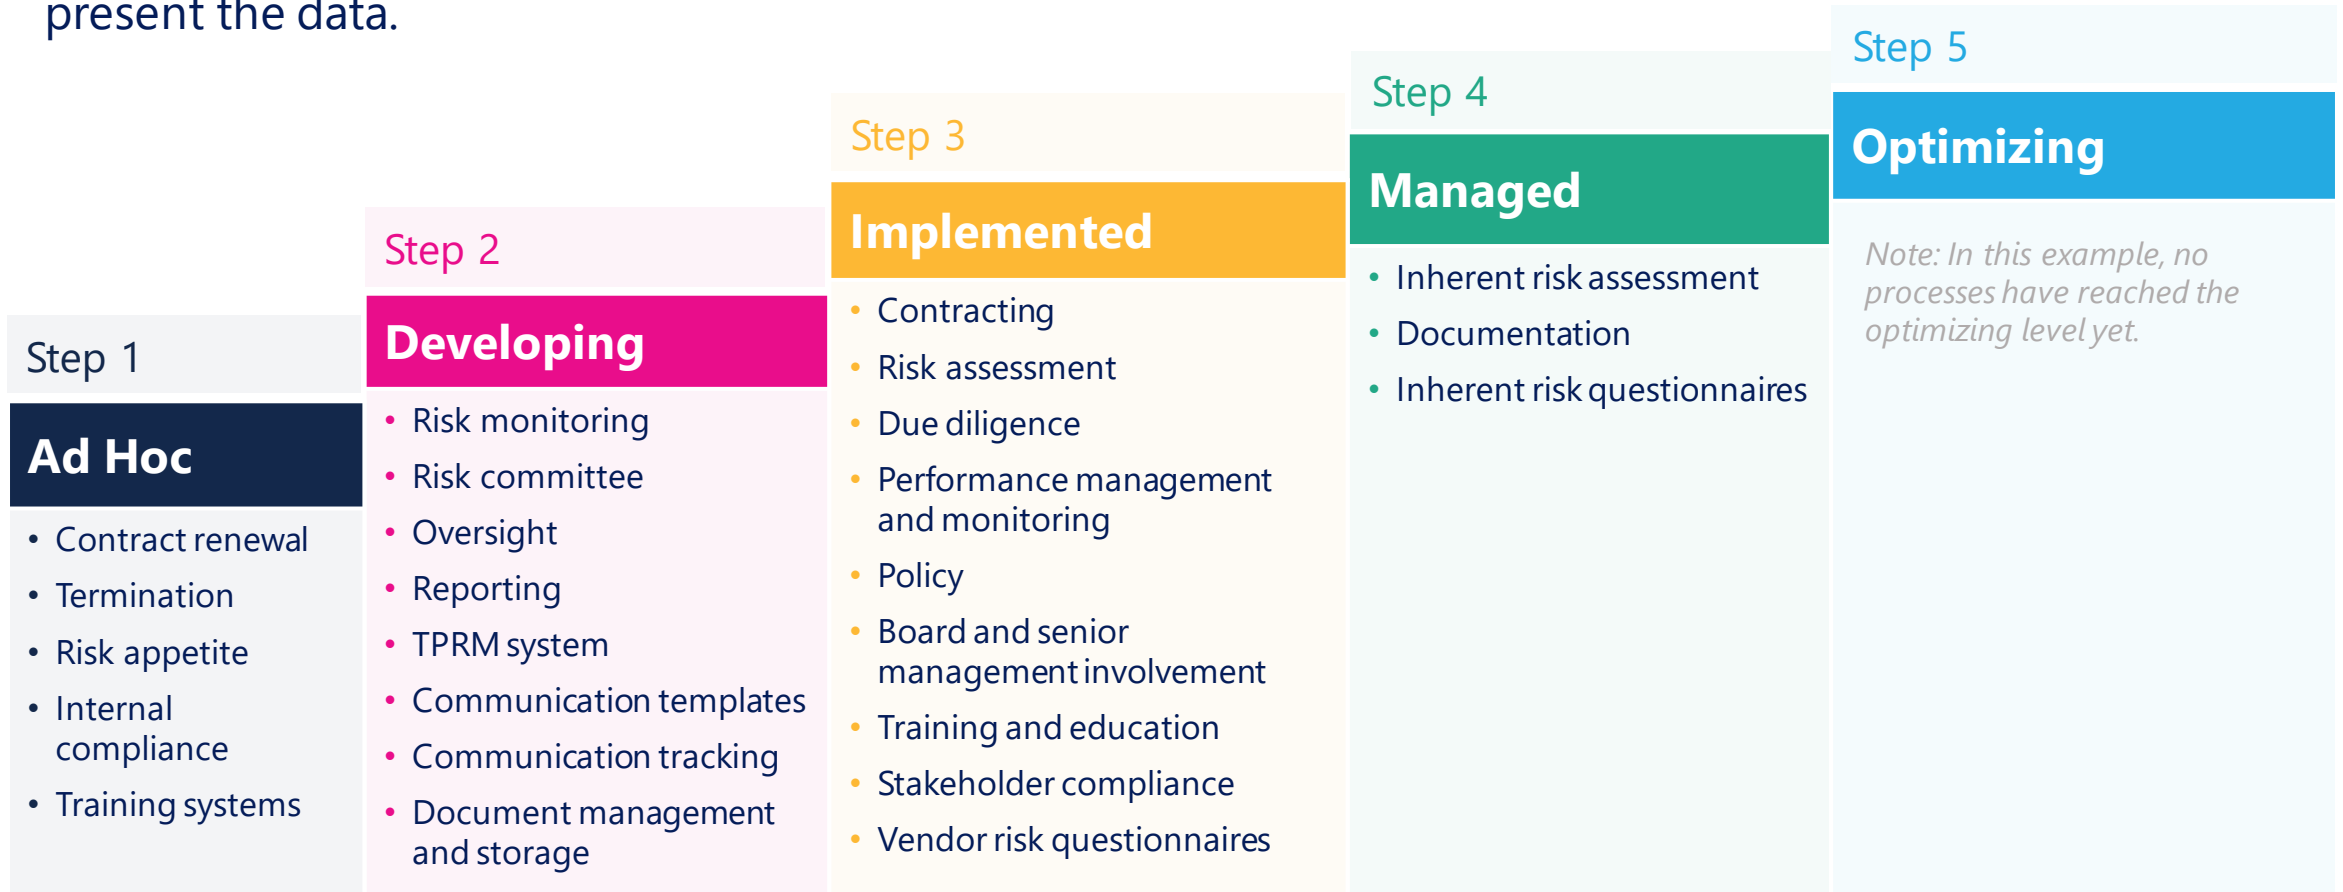 present the data.
Step 1
Ad Hoc
• Contract renewal
• Termination
• Risk appetite
• Internal
compliance
• Training systems
Step 2
Developing
• Risk monitoring
• Risk committee
• Oversight
• Reporting
• TPRM system
• Communication templates
• Communication tracking
• Document management
and storage
Step 3
Implemented
• Contracting
• Risk assessment
• Due diligence
• Performance management
and monitoring
• Policy
• Board and senior
management involvement
• Training and education
• Stakeholder compliance
• Vendor risk questionnaires
Step 4
Managed
• Inherent risk assessment
• Documentation
• Inherent risk questionnaires
Step 5
Optimizing
Note: In this example, no
processes have reached the
optimizing level yet.